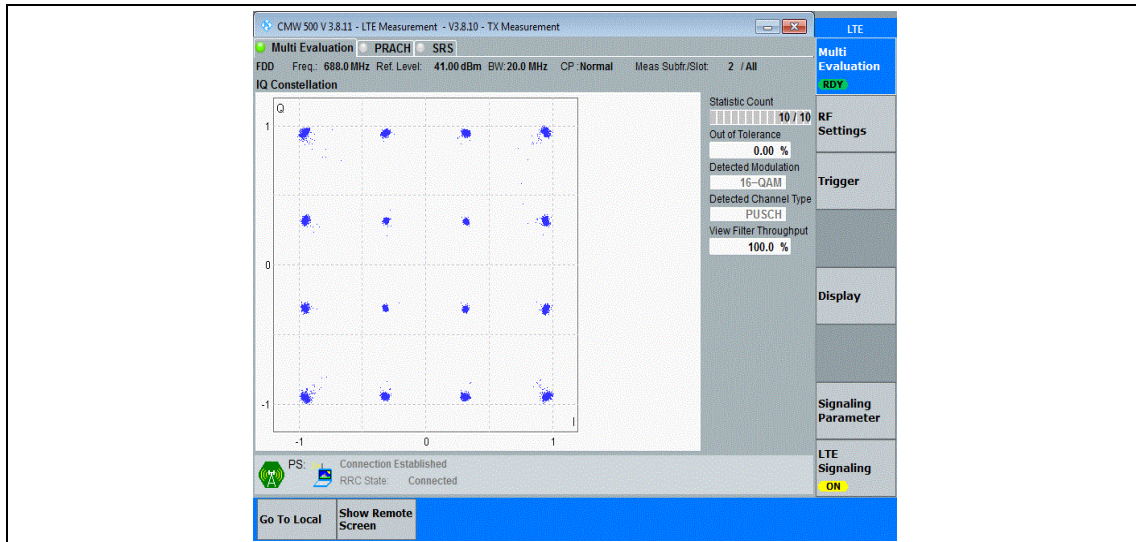 CMW 500 V 3.8.11 - LTE Measurement - V3.8.10 - TX Measurement
LTE
Multi Evaluation PRACH SRS
FDD Freq.: 688.0 MHz Ref. Level: 41.00 dBm BW: 20.0 MHz CP :Normal Meas Subfr./Slot: 2 / All
IQ Constellation
Q
1
0
-1
-1 0 1
I
Statistic Count
10 / 10
Out of Tolerance
0.00 %
Detected Modulation
16-QAM
Detected Channel Type
PUSCH
View Filter Throughput
100.0 %
Multi
Evaluation
RDY
RF
Settings
Trigger
Display
Signaling
Parameter
LTE
Signaling
ON
PS: Connection Established
RRC State: Connected
Go To Local
Show Remote
Screen